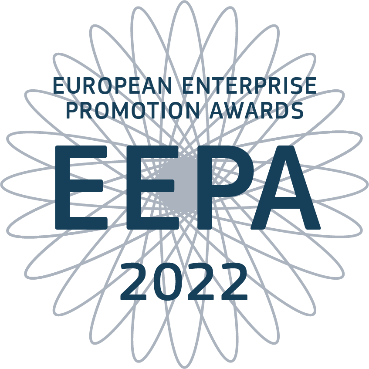 EUROPEAN ENTERPRISE
PROMOTION AWARDS
EEPA
2022